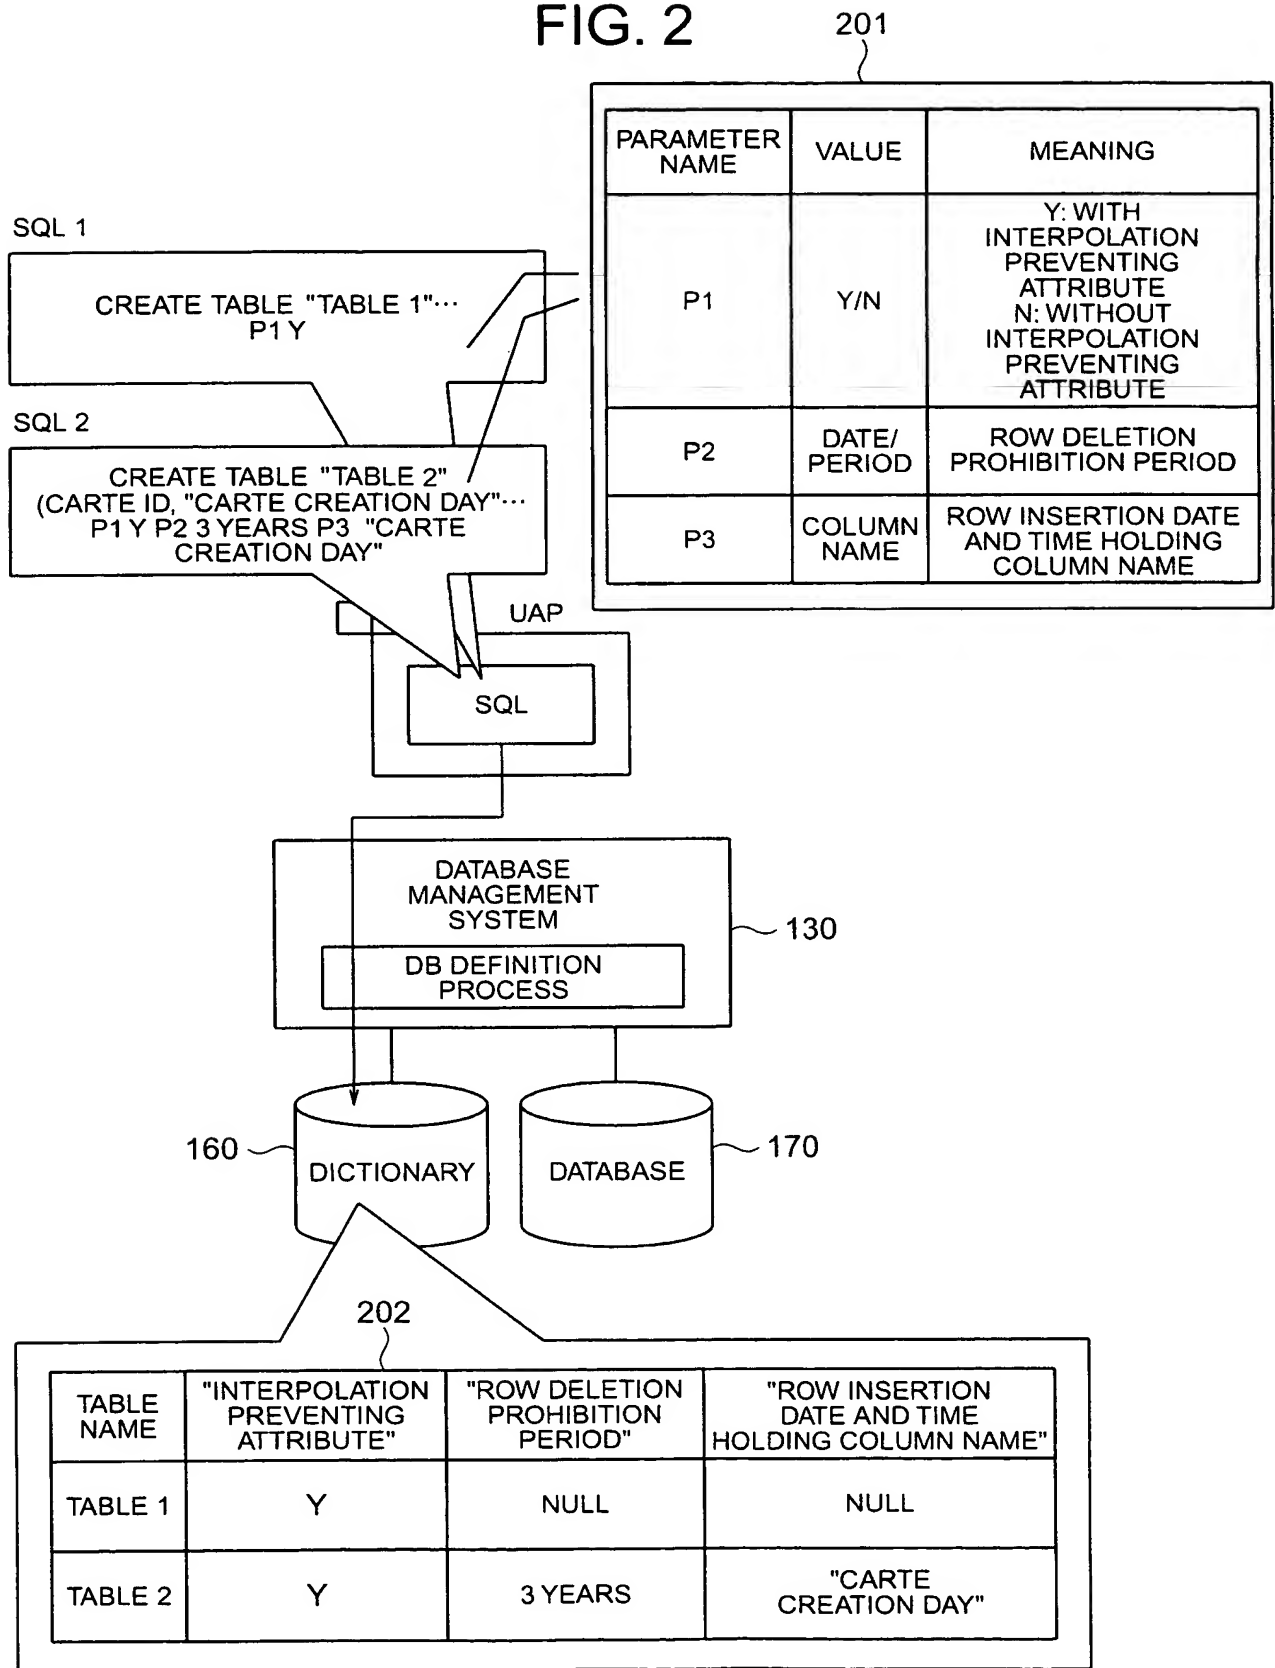 FIG. 2
201
PARAMETER
NAME
VALUE
MEANING
P1
Y/N
Y: WITH
INTERPOLATION
PREVENTING
ATTRIBUTE
N: WITHOUT
INTERPOLATION
PREVENTING
ATTRIBUTE
P2
DATE/
PERIOD
ROW DELETION
PROHIBITION PERIOD
P3
COLUMN
NAME
ROW INSERTION DATE
AND TIME HOLDING
COLUMN NAME
SQL 1
CREATE TABLE "TABLE 1"···
P1 Y
SQL 2
CREATE TABLE "TABLE 2"
(CARTE ID, "CARTE CREATION DAY"···
P1 Y P2 3 YEARS P3 "CARTE
CREATION DAY"
UAP
SQL
DATABASE
MANAGEMENT
SYSTEM
130
DB DEFINITION
PROCESS
160
DICTIONARY
DATABASE
170
202
TABLE
NAME
"INTERPOLATION
PREVENTING
ATTRIBUTE"
"ROW DELETION
PROHIBITION
PERIOD"
"ROW INSERTION
DATE AND TIME
HOLDING COLUMN NAME"
TABLE 1
Y
NULL
NULL
TABLE 2
Y
3 YEARS
"CARTE
CREATION DAY"